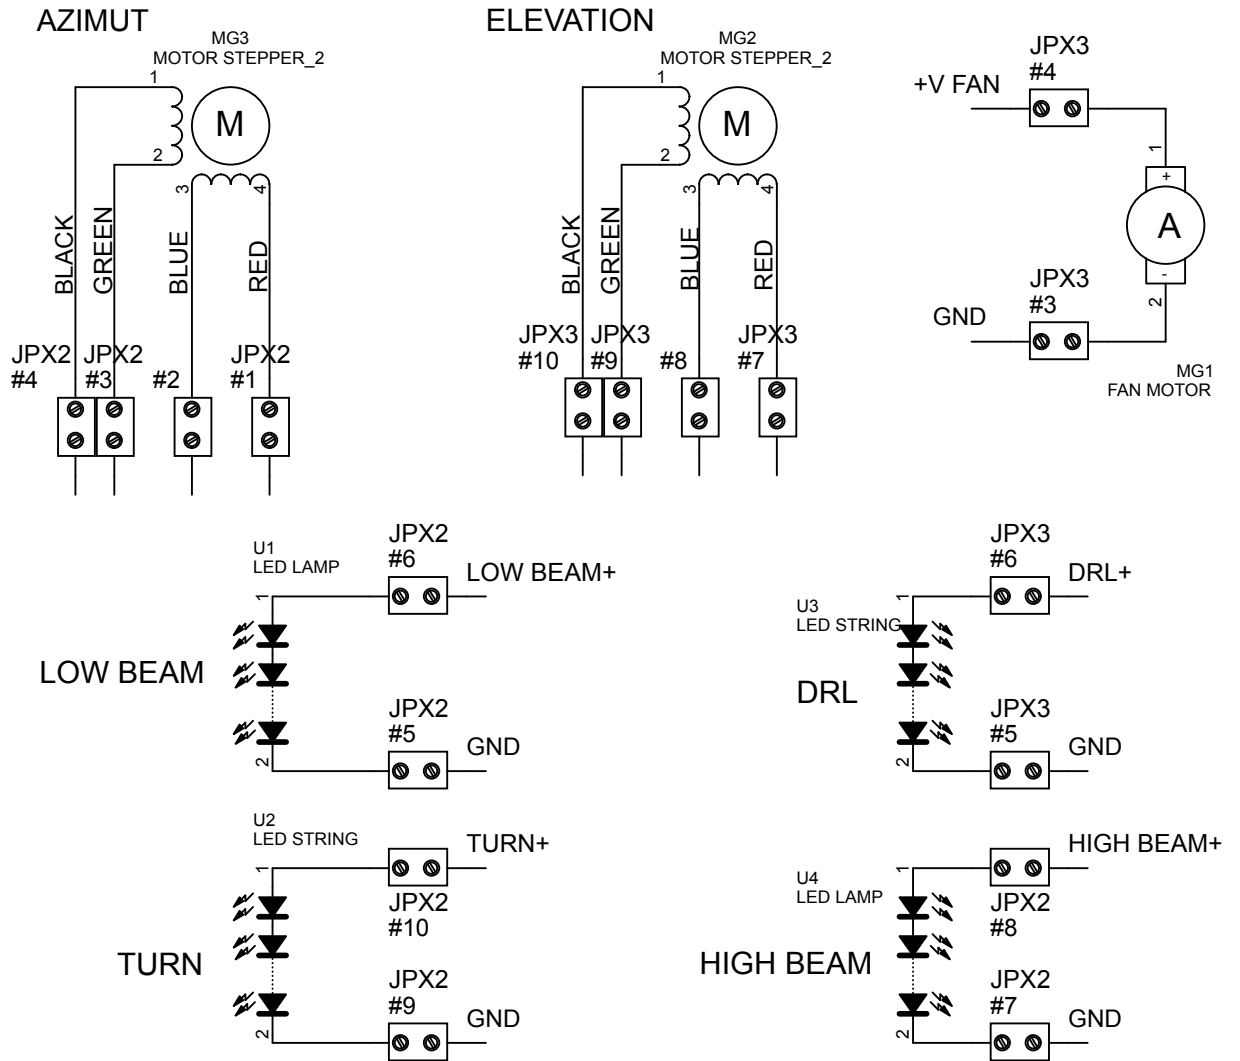 AZIMUT
MG3
MOTOR STEPPER_2
1
M
2
3
4
BLACK
GREEN
BLUE
RED
JPX2
#4
JPX2
#3
#2
JPX2
#1
ELEVATION
MG2
MOTOR STEPPER_2
1
M
2
3
4
BLACK
GREEN
BLUE
RED
JPX3
#10
JPX3
#9
#8
JPX3
#7
JPX3
#4
+V FAN
1
+
A
-
2
JPX3
#3
GND
MG1
FAN MOTOR
U1
LED LAMP
JPX2
#6
LOW BEAM+
1
LOW BEAM
JPX2
#5
GND
2
JPX3
#6
DRL+
1
U3
LED STRING
DRL
JPX3
#5
GND
2
U2
LED STRING
TURN+
1
JPX2
#10
TURN
JPX2
#9
GND
2
HIGH BEAM+
1
U4
LED LAMP
JPX2
#8
HIGH BEAM
JPX2
#7
GND
2